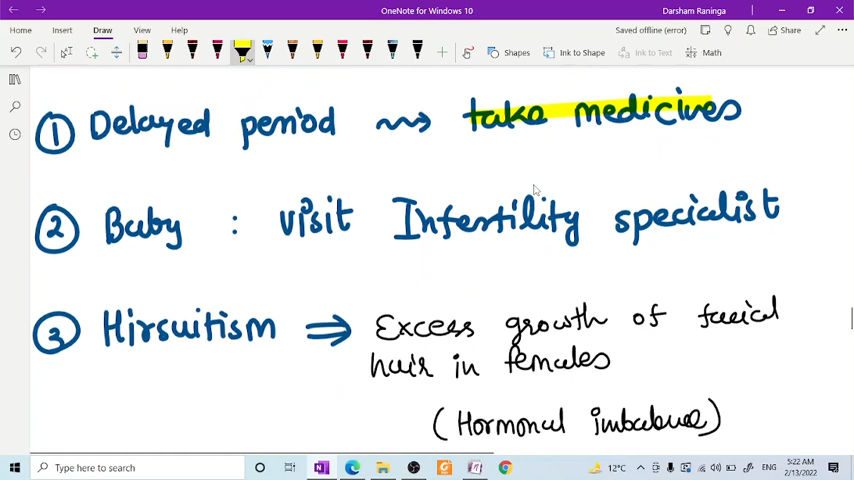 OneNote for Windows 10
Darsham Raninga
Home Insert Draw View Help
Saved offline (error)
Share
Shapes Ink to Shape Ink to Text Math
1 Delayed period take medicines
2 Baby : visit Infertility specialist
3 Hirsuitism ⇒ Excess growth of facial
hair in females
(Hormonal imbalance)
Type here to search
12°C
ENG
5:22 AM
2/13/2022